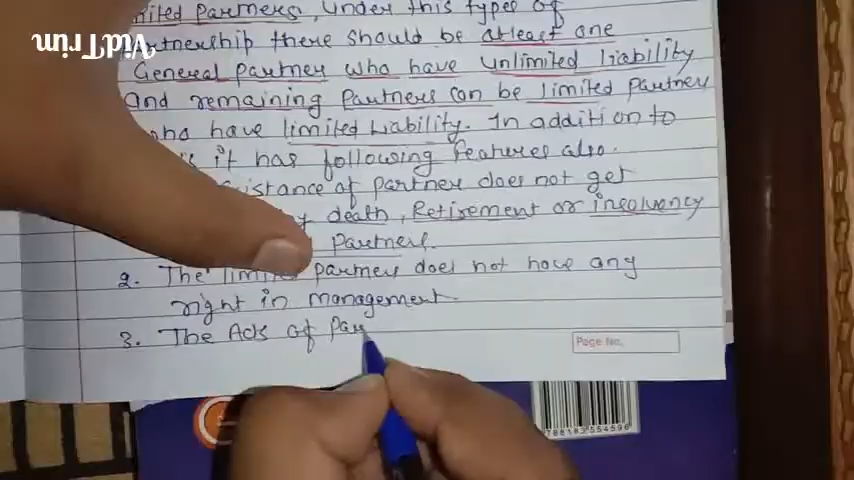 VidTrim
Limited Partners, Under this types of
Partnership there should be atleast one
General Partner who have unlimited liability
And remaining Partners can be limited Partner
who have limited Liability. In addition to
it has following features also.
Existance of partner does not get
by death, Retirement or insolvency
Partners.
2. The limited partners does not have any
right in management.
3. The Acts of Par
Page No.